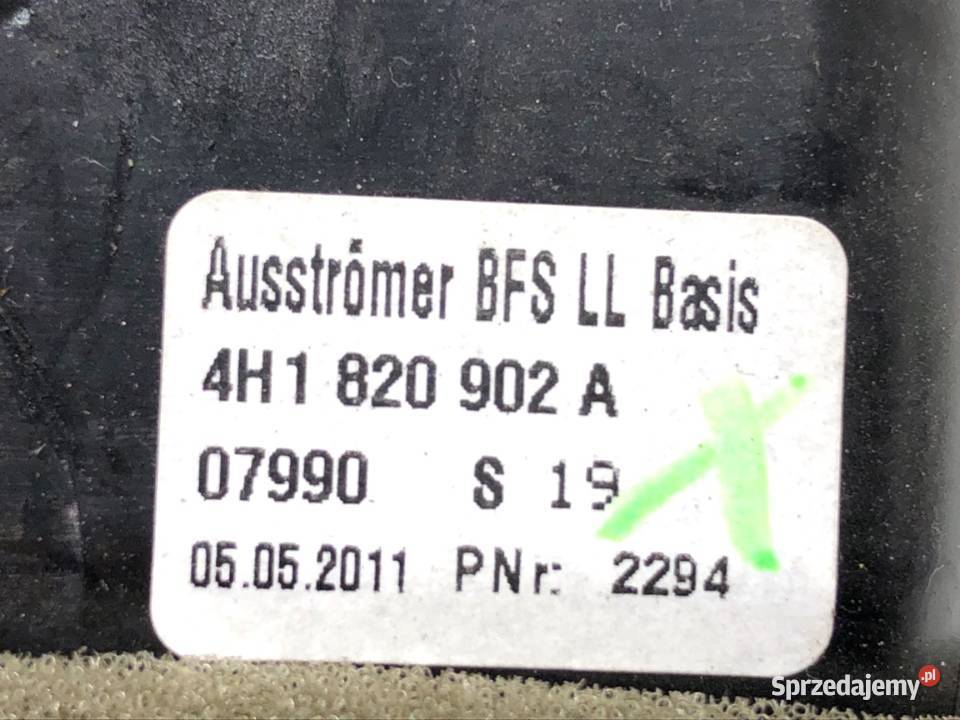 Ausströmer BFS LL Basis
4H1 820 902 A
07990 S 19
05.05.2011 PNr: 2294
Sprzedajemy.pl